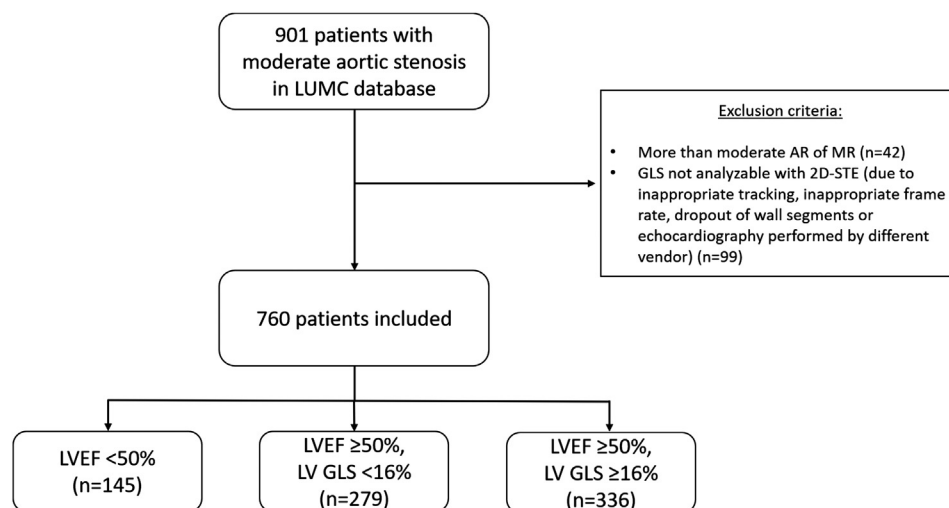 901 patients with
moderate aortic stenosis
in LUMC database
Exclusion criteria:
• More than moderate AR of MR (n=42)
• GLS not analyzable with 2D-STE (due to
inappropriate tracking, inappropriate frame
rate, dropout of wall segments or
echocardiography performed by different
vendor) (n=99)
760 patients included
LVEF <50%
(n=145)
LVEF ≥50%,
LV GLS <16%
(n=279)
LVEF ≥50%,
LV GLS ≥16%
(n=336)